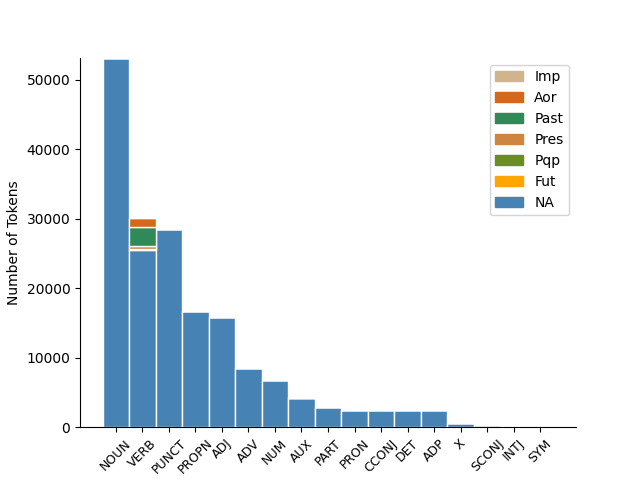 50000
40000
30000
20000
10000
0
Number of Tokens
Imp
Aor
Past
Pres
Pqp
Fut
NA
NOUN
VERB
PUNCT
PROPN
ADJ
ADV
NUM
AUX
PART
PRON
CCONJ
DET
ADP
X
SCONJ
INTJ
SYM